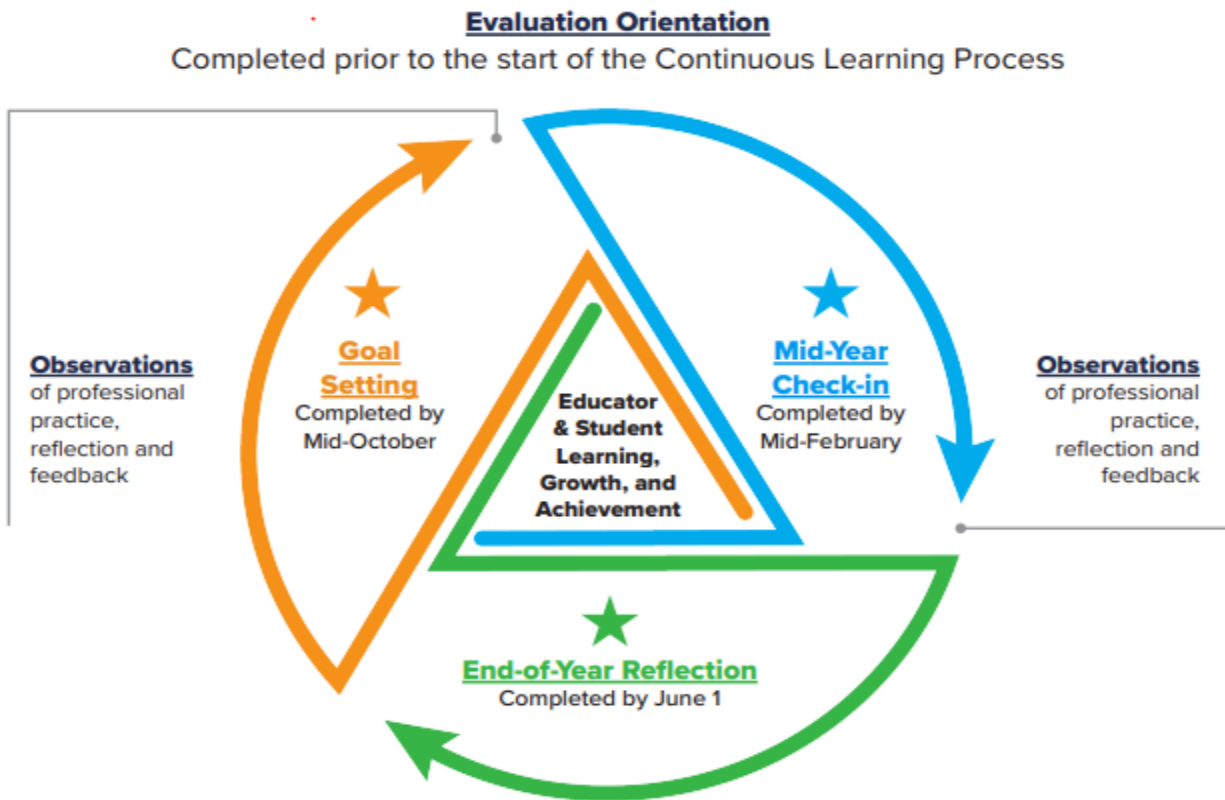 Evaluation Orientation
Completed prior to the start of the Continuous Learning Process
Observations
of professional
practice,
reflection and
feedback
Goal
Setting
Completed by
Mid-October
Educator
& Student
Learning,
Growth, and
Achievement
Mid-Year
Check-in
Completed by
Mid-February
Observations
of professional
practice,
reflection and
feedback
End-of-Year Reflection
Completed by June 1